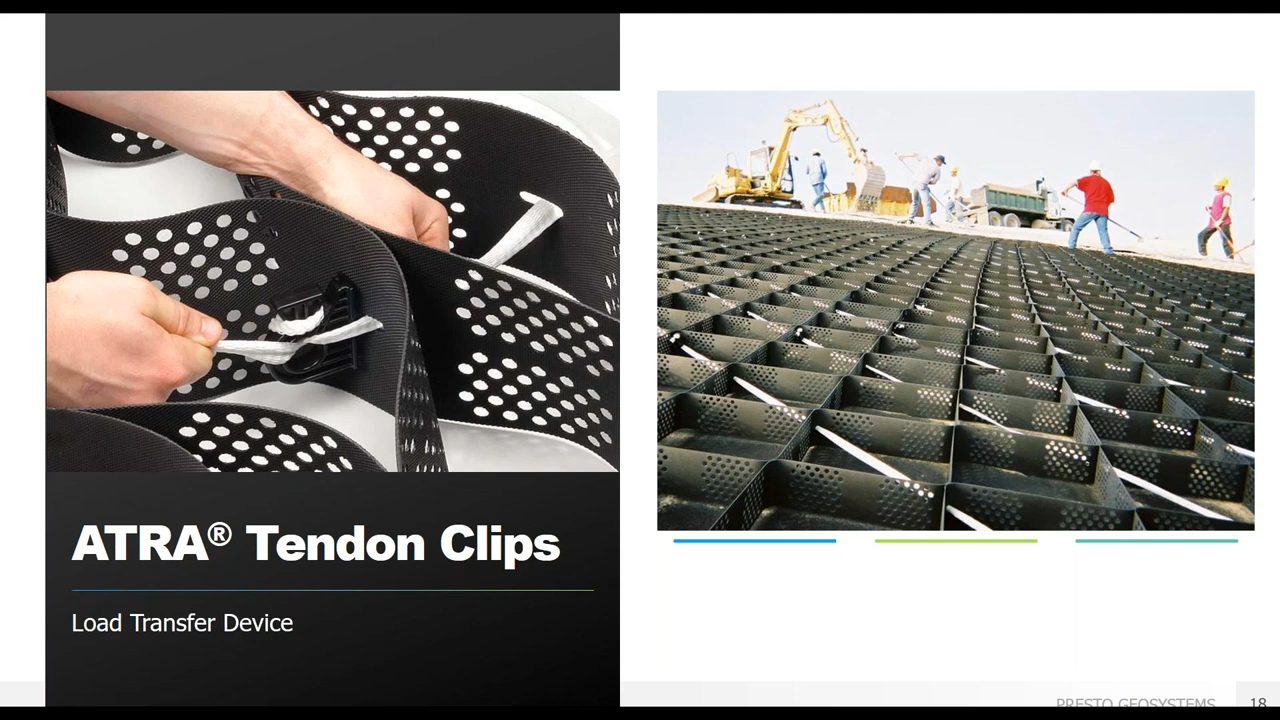 ATRA® Tendon Clips
Load Transfer Device
PRESTO GEOSYSTEMS
18